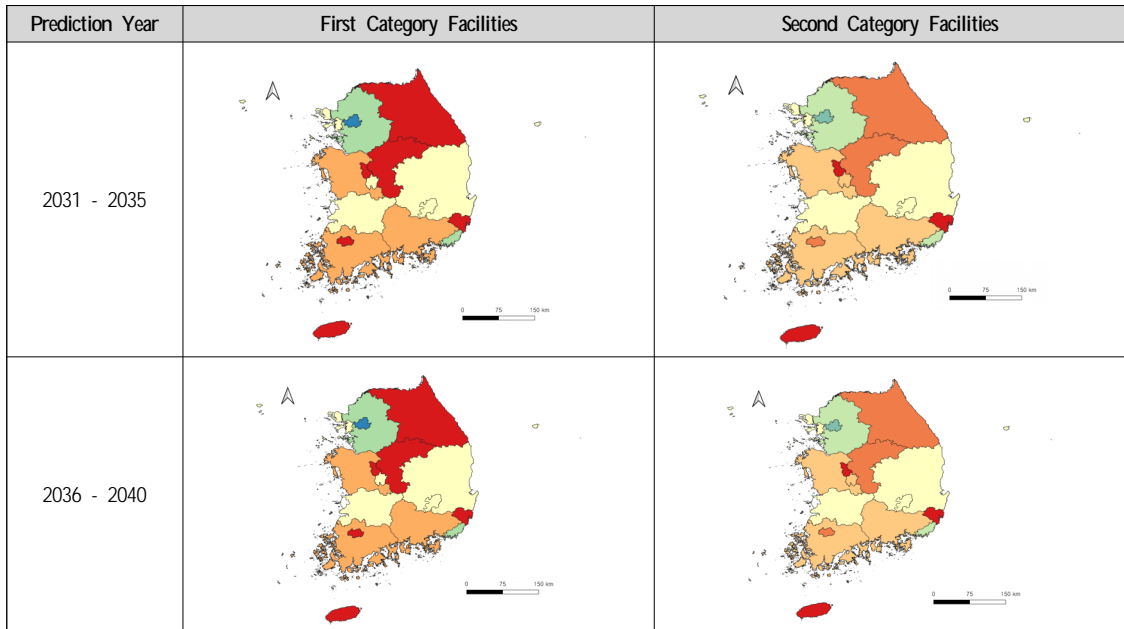 Prediction Year
First Category Facilities
Second Category Facilities
2031 - 2035
0 75 150 km
0 75 150 km
2036 - 2040
0 75 150 km
0 75 150 km